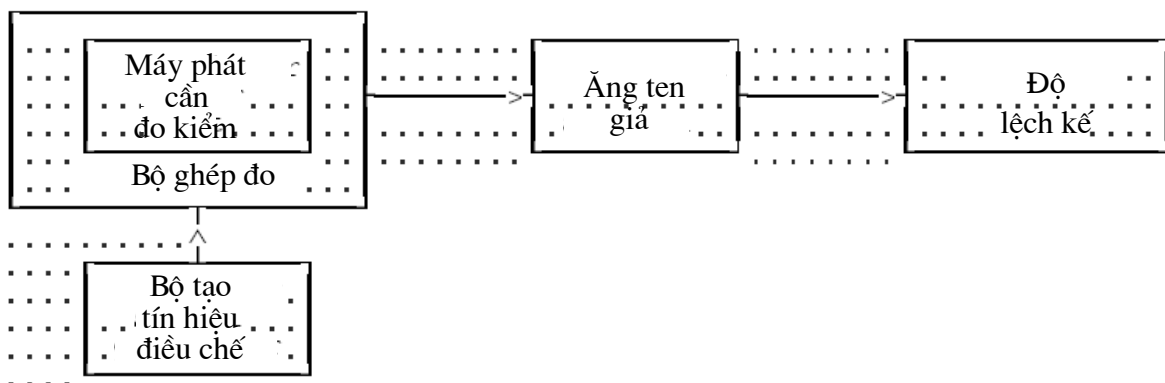 Máy phát
cần
đo kiểm
Bộ ghép đo
Ăng ten
giả
Độ
lệch kế
Bộ tạo
tín hiệu
điều chế